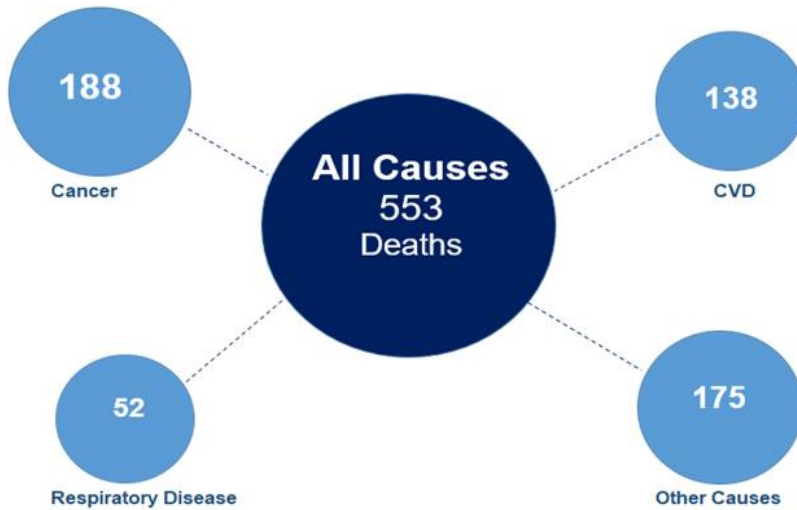 188
Cancer
138
CVD
All Causes
553
Deaths
52
Respiratory Disease
175
Other Causes